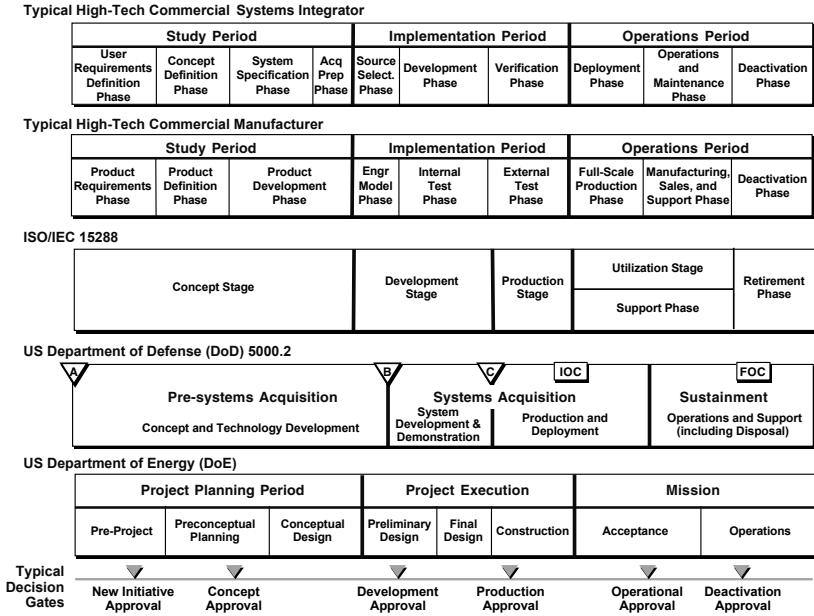 Typical High-Tech Commercial Systems Integrator
Study Period
Implementation Period
Operations Period
User
Requirements
Definition
Phase
Concept
Definition
Phase
System
Specification
Phase
Acq
Prep
Phase
Source
Select.
Phase
Development
Phase
Verification
Phase
Deployment
Phase
Operations
and
Maintenance
Phase
Deactivation
Phase
Typical High-Tech Commercial Manufacturer
Study Period
Implementation Period
Operations Period
Product
Requirements
Phase
Product
Definition
Phase
Product
Development
Phase
Engr
Model
Phase
Internal
Test
Phase
External
Test
Phase
Full-Scale
Production
Phase
Manufacturing,
Sales, and
Support Phase
Deactivation
Phase
ISO/IEC 15288
Concept Stage
Development
Stage
Production
Stage
Utilization Stage
Support Phase
Retirement
Phase
US Department of Defense (DoD) 5000.2
A
B
C
IOC
FOC
Pre-systems Acquisition
Concept and Technology Development
Systems Acquisition
System
Development &
Demonstration
Production and
Deployment
Sustainment
Operations and Support
(including Disposal)
US Department of Energy (DoE)
Project Planning Period
Project Execution
Mission
Pre-Project
Preconceptual
Planning
Conceptual
Design
Preliminary
Design
Final
Design
Construction
Acceptance
Operations
Typical
Decision
Gates
New Initiative
Approval
Concept
Approval
Development
Approval
Production
Approval
Operational
Approval
Deactivation
Approval